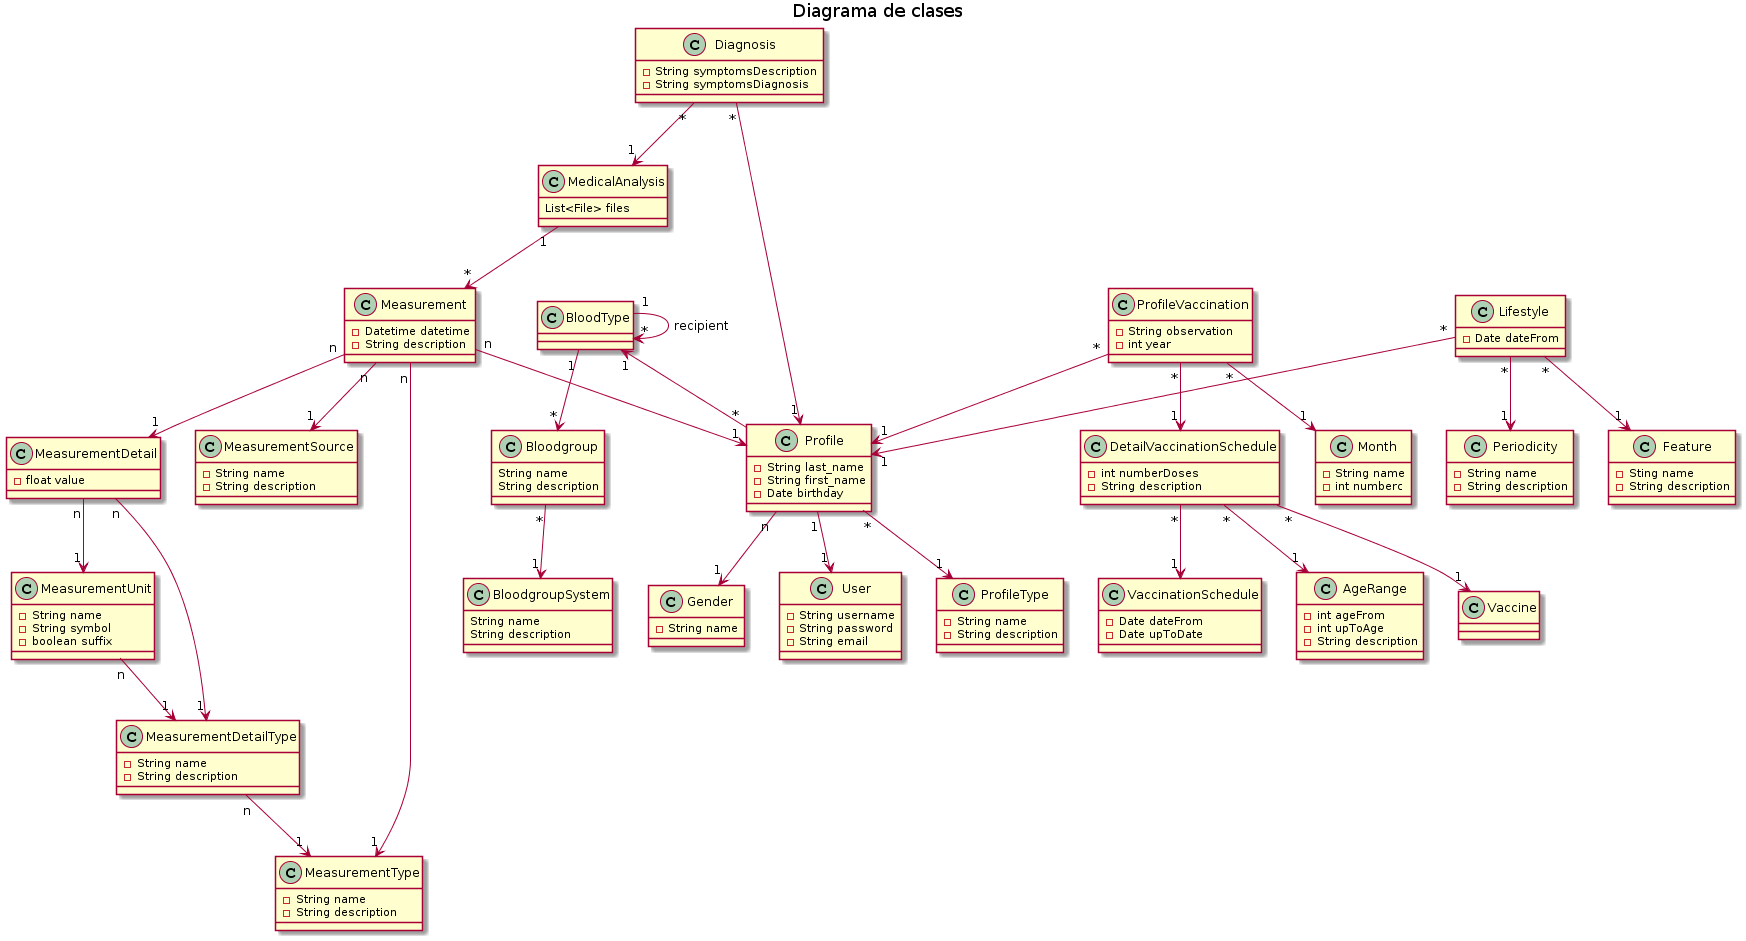 Diagrama de clases
C Diagnosis
String symptomsDescription
String symptomsDiagnosis
* *
1
C MedicalAnalysis
List<File> files
1
*
C Measurement
Datetime datetime
String description
n n
n n
C BloodType
1
* recipient
1 1
C ProfileVaccination
String observation
int year
*
* *
C Lifestyle
Date dateFrom
*
* *
1
C MeasurementDetail
float value
n n
1
C MeasurementSource
String name
String description
*
C Bloodgroup
String name
String description
*
* 1
1 1
1
C Profile
String last_name
String first_name
Date birthday
n 1 *
1
C DetailVaccinationSchedule
int numberDoses
String description
* * *
1
C Month
String name
int numberc
1
C Periodicity
String name
String description
1
C Feature
Sting name
String description
1
C MeasurementUnit
String name
String symbol
boolean suffix
n
1
C BloodgroupSystem
String name
String description
1
C Gender
String name
1
C User
String username
String password
String email
1
C ProfileType
String name
String description
1
C VaccinationSchedule
Date dateFrom
Date upToDate
1
C AgeRange
int ageFrom
int upToAge
String description
1
C Vaccine
1 1
C MeasurementDetailType
String name
String description
n
1 1
C MeasurementType
String name
String description